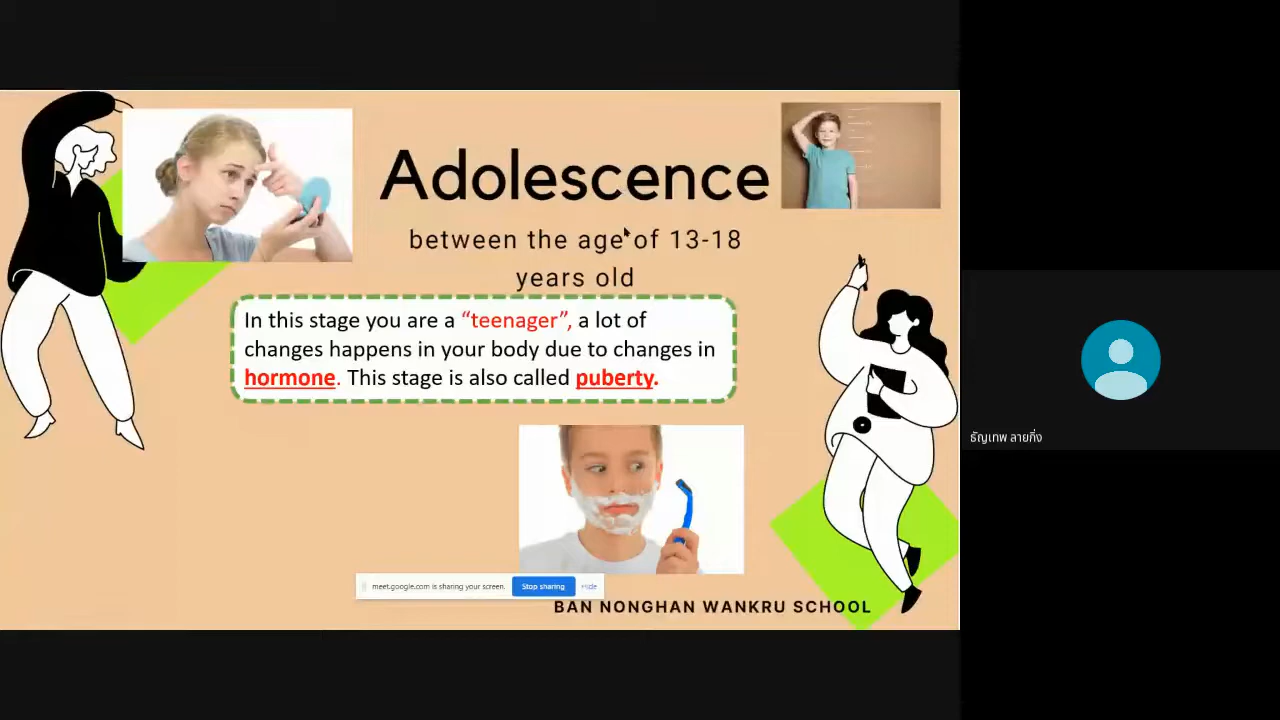 Adolescence
between the age of 13-18
years old
In this stage you are a “teenager”, a lot of
changes happens in your body due to changes in
hormone. This stage is also called puberty.
meet.google.com is sharing your screen. Stop sharing Hide
BAN NONGHAN WANKRU SCHOOL
ธัญเทพ ลายกิ่ง